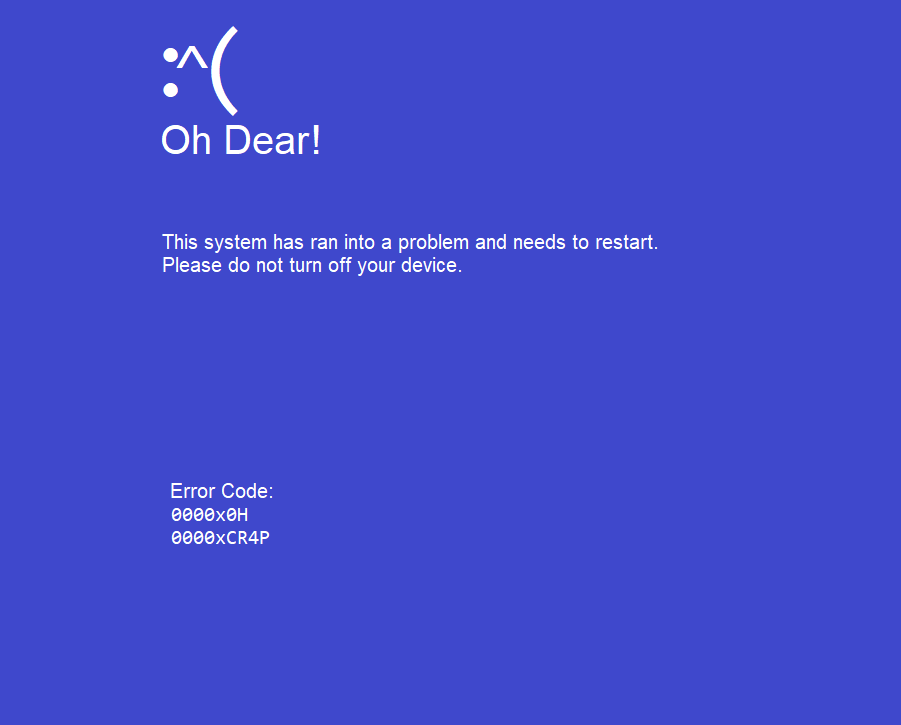 :^(
Oh Dear!
This system has ran into a problem and needs to restart.
Please do not turn off your device.
Error Code:
0000x0H
0000xCR4P